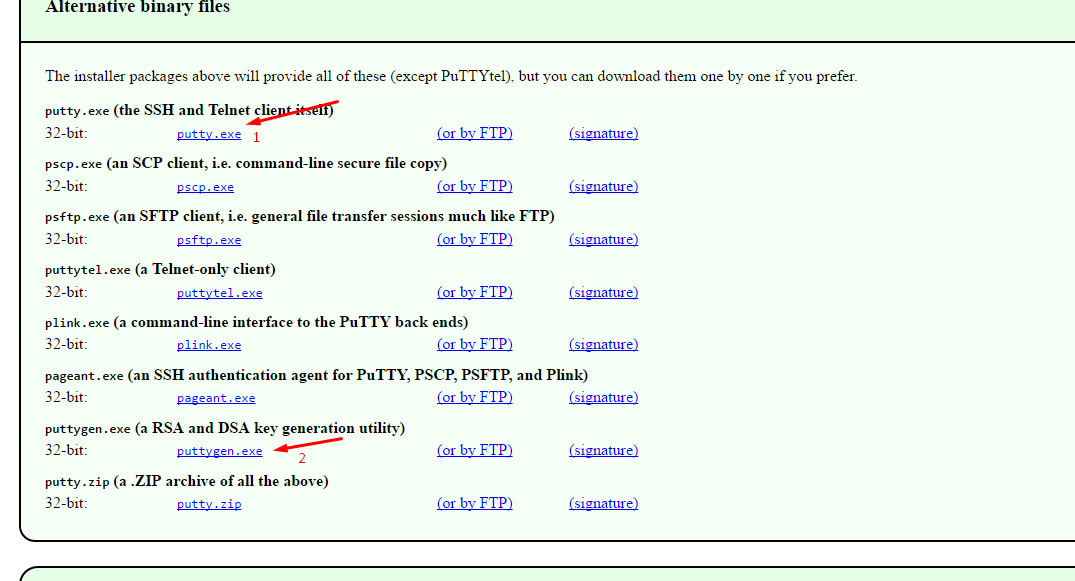 Alternative binary files
The installer packages above will provide all of these (except PuTTYtel), but you can download them one by one if you prefer.
putty.exe (the SSH and Telnet client itself)
32-bit: putty.exe (or by FTP) (signature)
1
pscp.exe (an SCP client, i.e. command-line secure file copy)
32-bit: pscp.exe (or by FTP) (signature)
psftp.exe (an SFTP client, i.e. general file transfer sessions much like FTP)
32-bit: psftp.exe (or by FTP) (signature)
puttytel.exe (a Telnet-only client)
32-bit: puttytel.exe (or by FTP) (signature)
plink.exe (a command-line interface to the PuTTY back ends)
32-bit: plink.exe (or by FTP) (signature)
pageant.exe (an SSH authentication agent for PuTTY, PSCP, PSFTP, and Plink)
32-bit: pageant.exe (or by FTP) (signature)
puttygen.exe (a RSA and DSA key generation utility)
32-bit: puttygen.exe (or by FTP) (signature)
2
putty.zip (a .ZIP archive of all the above)
32-bit: putty.zip (or by FTP) (signature)